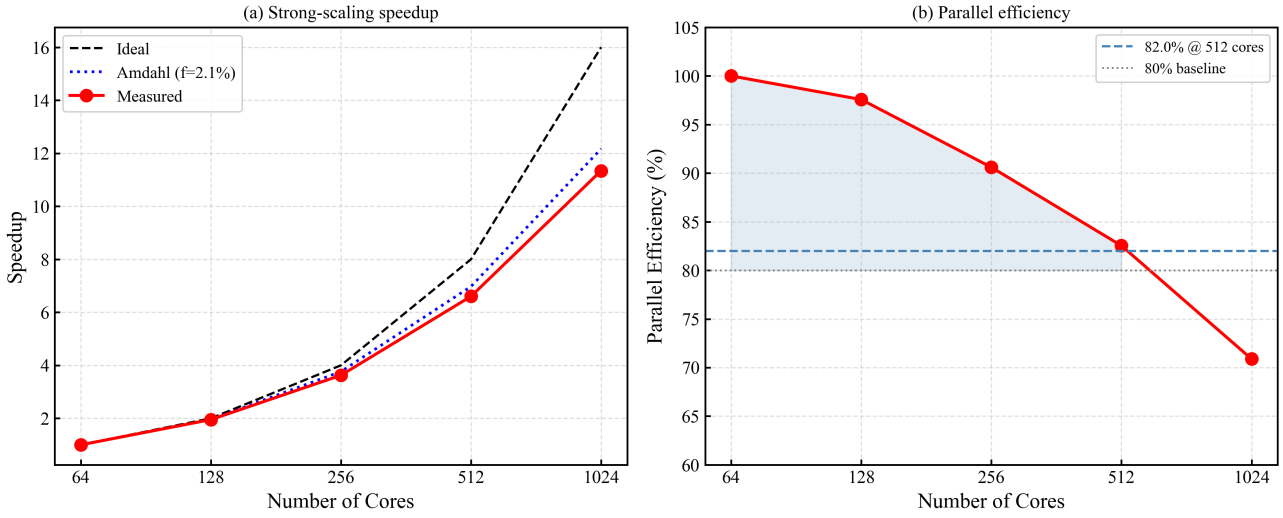 (a) Strong-scaling speedup
Ideal
Amdahl (f=2.1%)
Measured
16
14
12
10
8
6
4
2
Speedup
64 128 256 512 1024
Number of Cores
(b) Parallel efficiency
82.0% @ 512 cores
80% baseline
105
100
95
90
85
80
75
70
65
60
Parallel Efficiency (%)
64 128 256 512 1024
Number of Cores